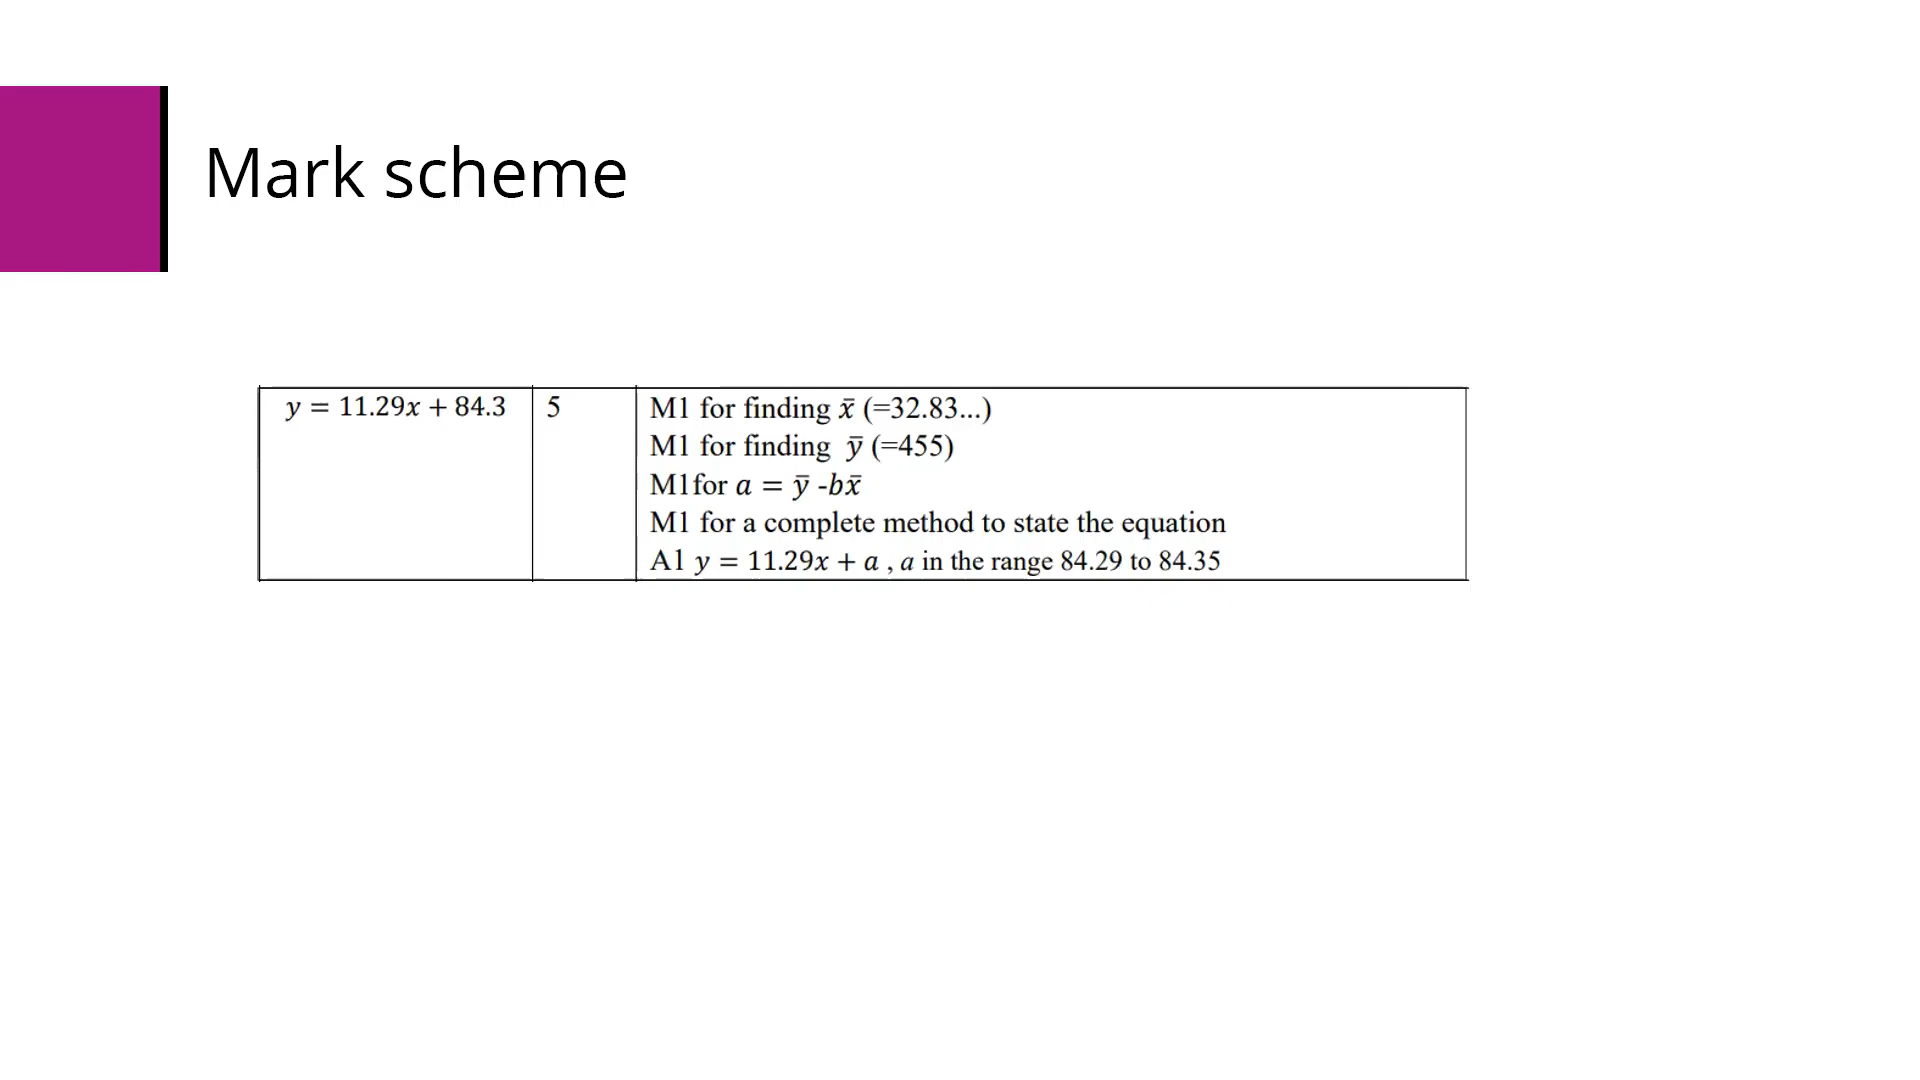 Mark scheme
y = 11.29x + 84.3
5
M1 for finding x̄ (=32.83...)
M1 for finding ȳ (=455)
M1for a = ȳ -bx̄
M1 for a complete method to state the equation
A1 y = 11.29x + a , a in the range 84.29 to 84.35